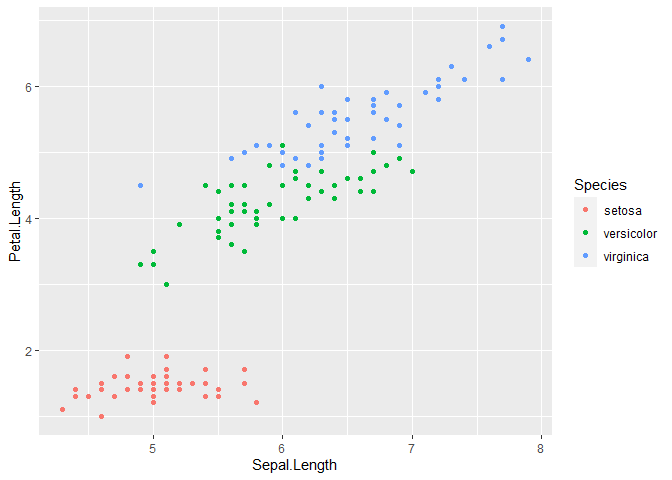 6
4
2
Petal.Length
5 6 7 8
Sepal.Length
Species
setosa
versicolor
virginica